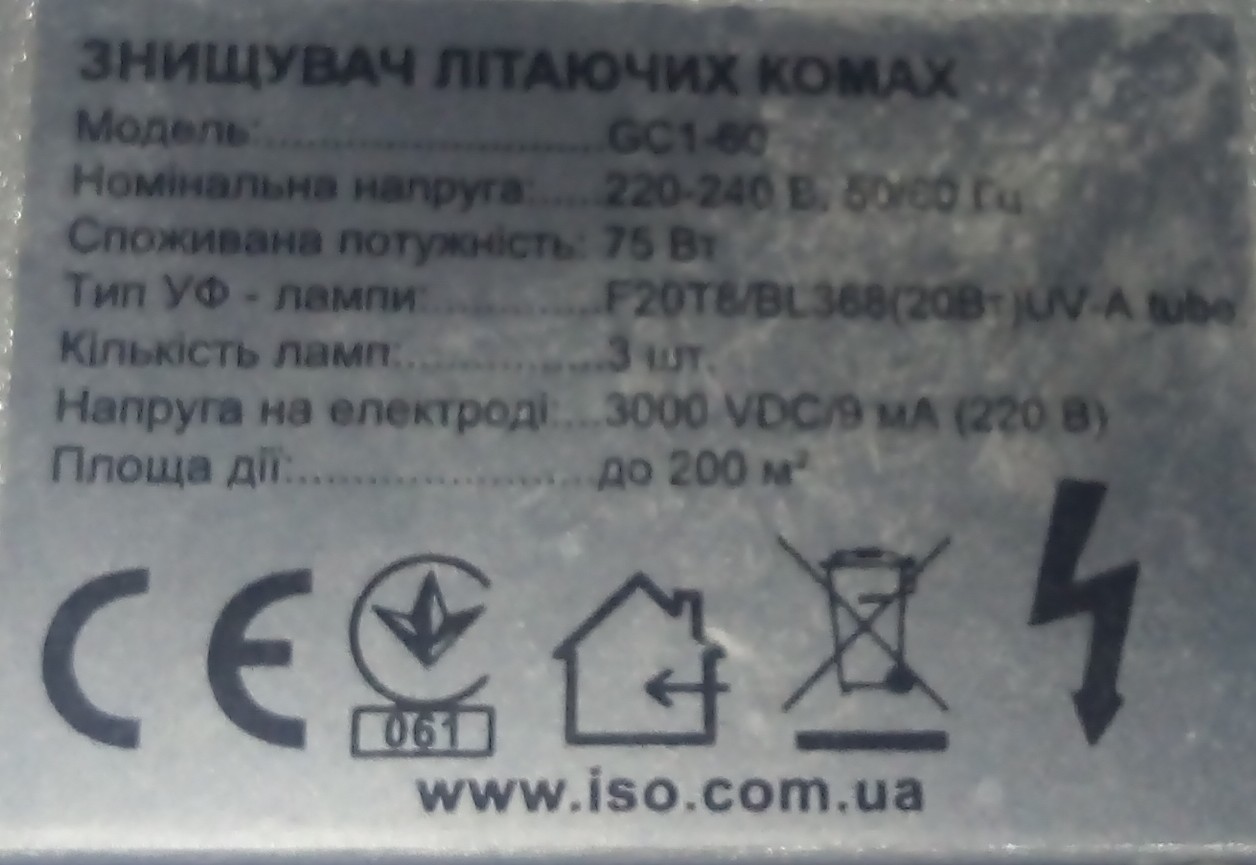 ЗНИЩУВАЧ ЛІТАЮЧИХ КОМАХ
Модель:..............................GC1-60
Номінальна напруга:......220-240 В, 50/60 Гц
Споживана потужність: 75 Вт
Тип УФ - лампи:...............F20T8/BL368(20Вт)UV-A tube
Кількість ламп:..................3 шт.
Напруга на електроді:....3000 VDC/9 мА (220 В)
Площа дії:..........................до 200 м²
CE
061
www.iso.com.ua